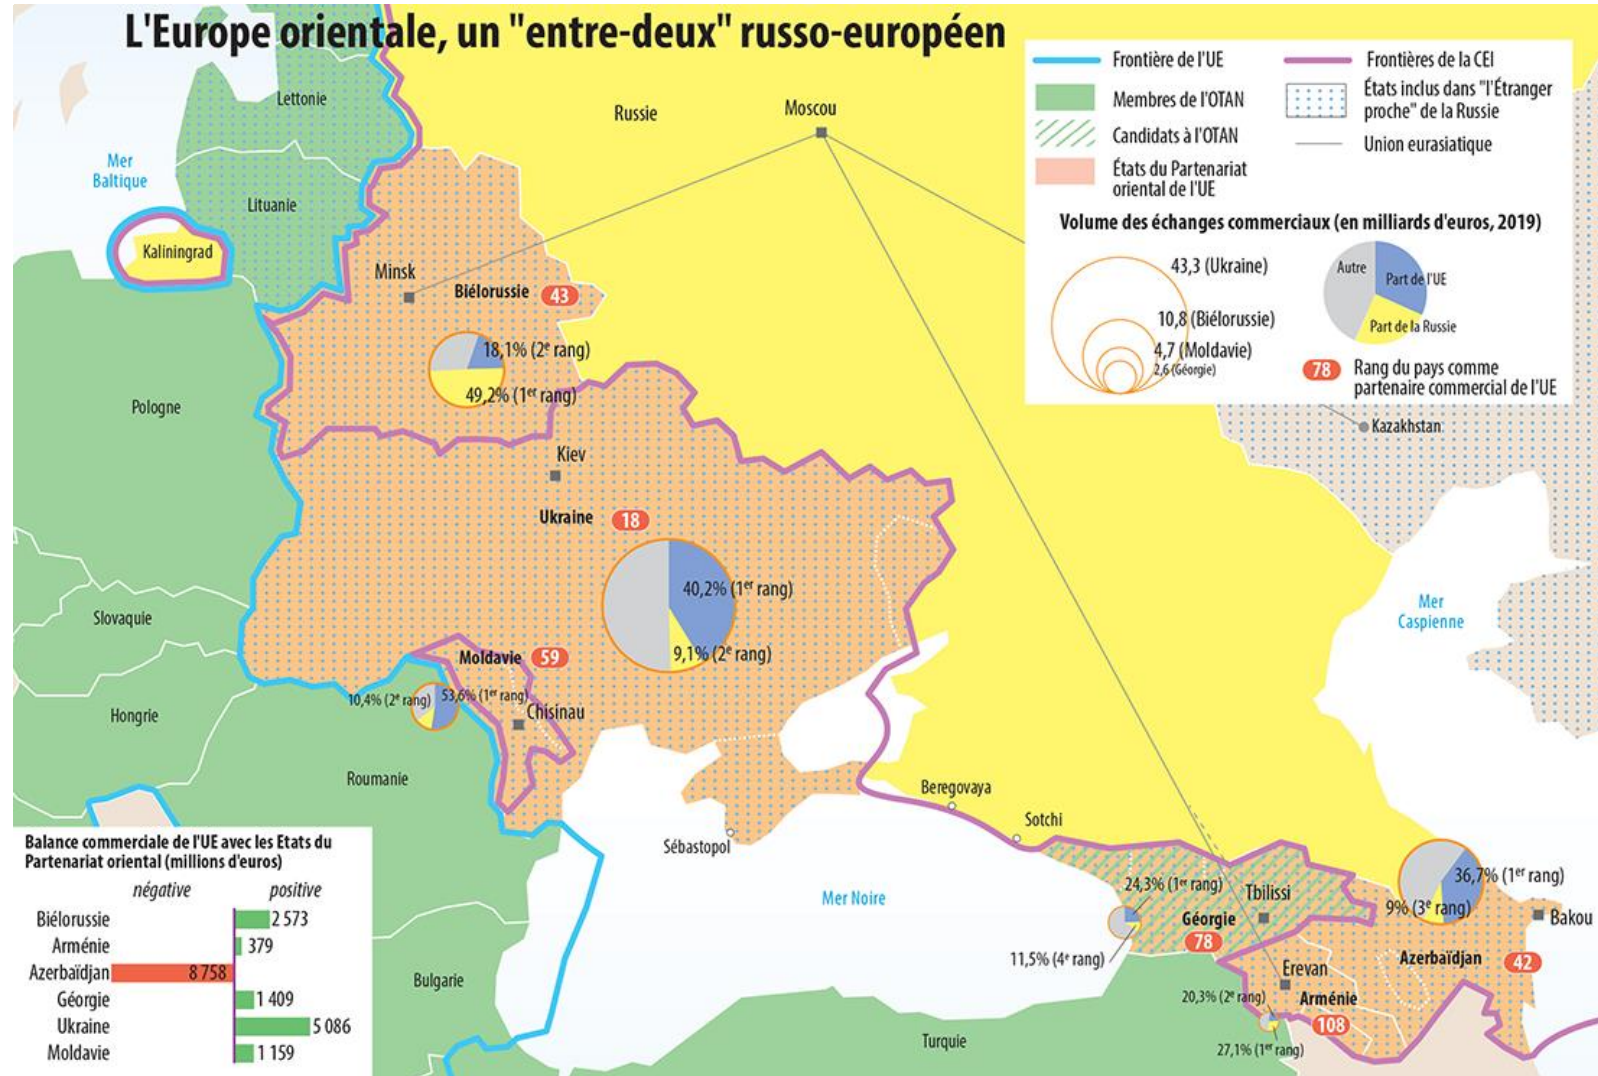 L'Europe orientale, un "entre-deux" russo-européen
Frontière de l'UE
Membres de l'OTAN
Candidats à l'OTAN
États du Partenariat
oriental de l'UE
Frontières de la CEI
États inclus dans "l'Étranger
proche" de la Russie
Union eurasiatique
Volume des échanges commerciaux (en milliards d'euros, 2019)
43,3 (Ukraine)
10,8 (Biélorussie)
4,7 (Moldavie)
2,6 (Géorgie)
Autre
Part de l'UE
Part de la Russie
78
Rang du pays comme
partenaire commercial de l'UE
Lettonie
Russie
Moscou
Mer
Baltique
Lituanie
Kaliningrad
Minsk
Biélorussie
43
18,1% (2e rang)
49,2% (1er rang)
Pologne
Kazakhstan
Kiev
Ukraine
18
40,2% (1er rang)
9,1% (2e rang)
Slovaquie
Mer
Caspienne
Moldavie
59
10,4% (2e rang)
53,6% (1er rang)
Chisinau
Hongrie
Roumanie
Beregovaya
Sotchi
Sébastopol
Mer Noire
24,3% (1er rang)
Tbilissi
Géorgie
78
11,5% (4e rang)
36,7% (1er rang)
9% (3e rang)
Bakou
Azerbaïdjan
42
Erevan
Arménie
20,3% (2e rang)
108
27,1% (1er rang)
Bulgarie
Turquie
Balance commerciale de l'UE avec les Etats du
Partenariat oriental (millions d'euros)
négative
positive
Biélorussie 2 573
Arménie 379
Azerbaïdjan 8 758
Géorgie 1 409
Ukraine 5 086
Moldavie 1 159